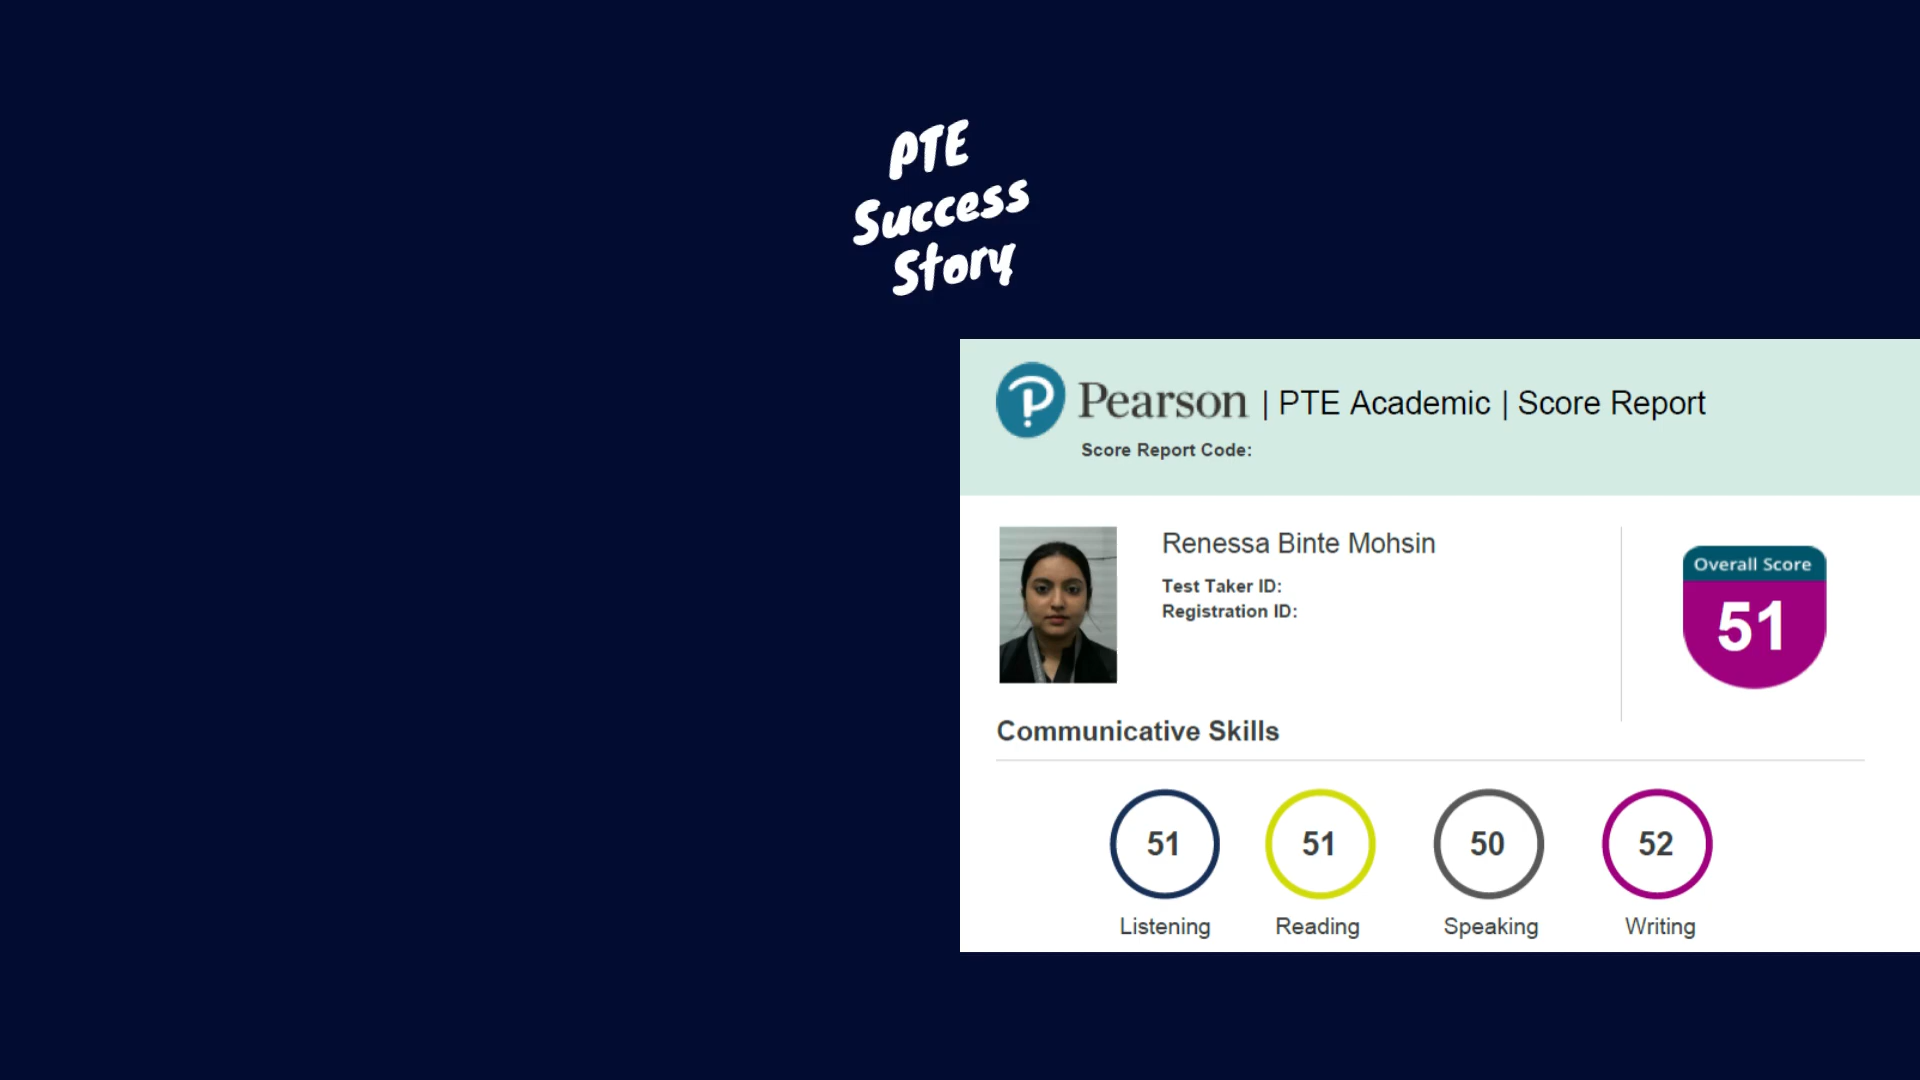 PTE
Success
Story
Pearson | PTE Academic | Score Report
Score Report Code:
Renessa Binte Mohsin
Test Taker ID:
Registration ID:
Overall Score
51
Communicative Skills
51 51 50 52
Listening Reading Speaking Writing